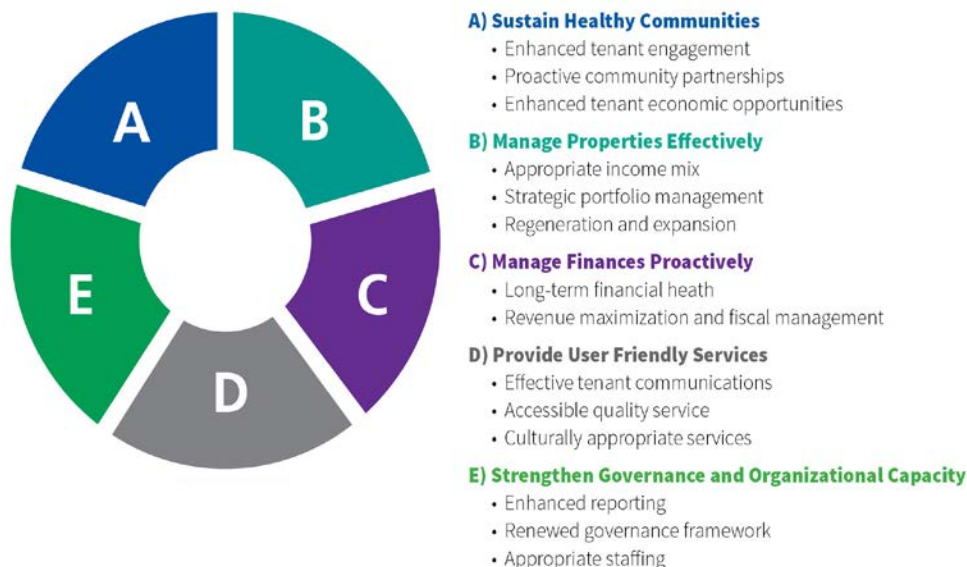 A
B
C
D
E
A) Sustain Healthy Communities
• Enhanced tenant engagement
• Proactive community partnerships
• Enhanced tenant economic opportunities
B) Manage Properties Effectively
• Appropriate income mix
• Strategic portfolio management
• Regeneration and expansion
C) Manage Finances Proactively
• Long-term financial heath
• Revenue maximization and fiscal management
D) Provide User Friendly Services
• Effective tenant communications
• Accessible quality service
• Culturally appropriate services
E) Strengthen Governance and Organizational Capacity
• Enhanced reporting
• Renewed governance framework
• Appropriate staffing